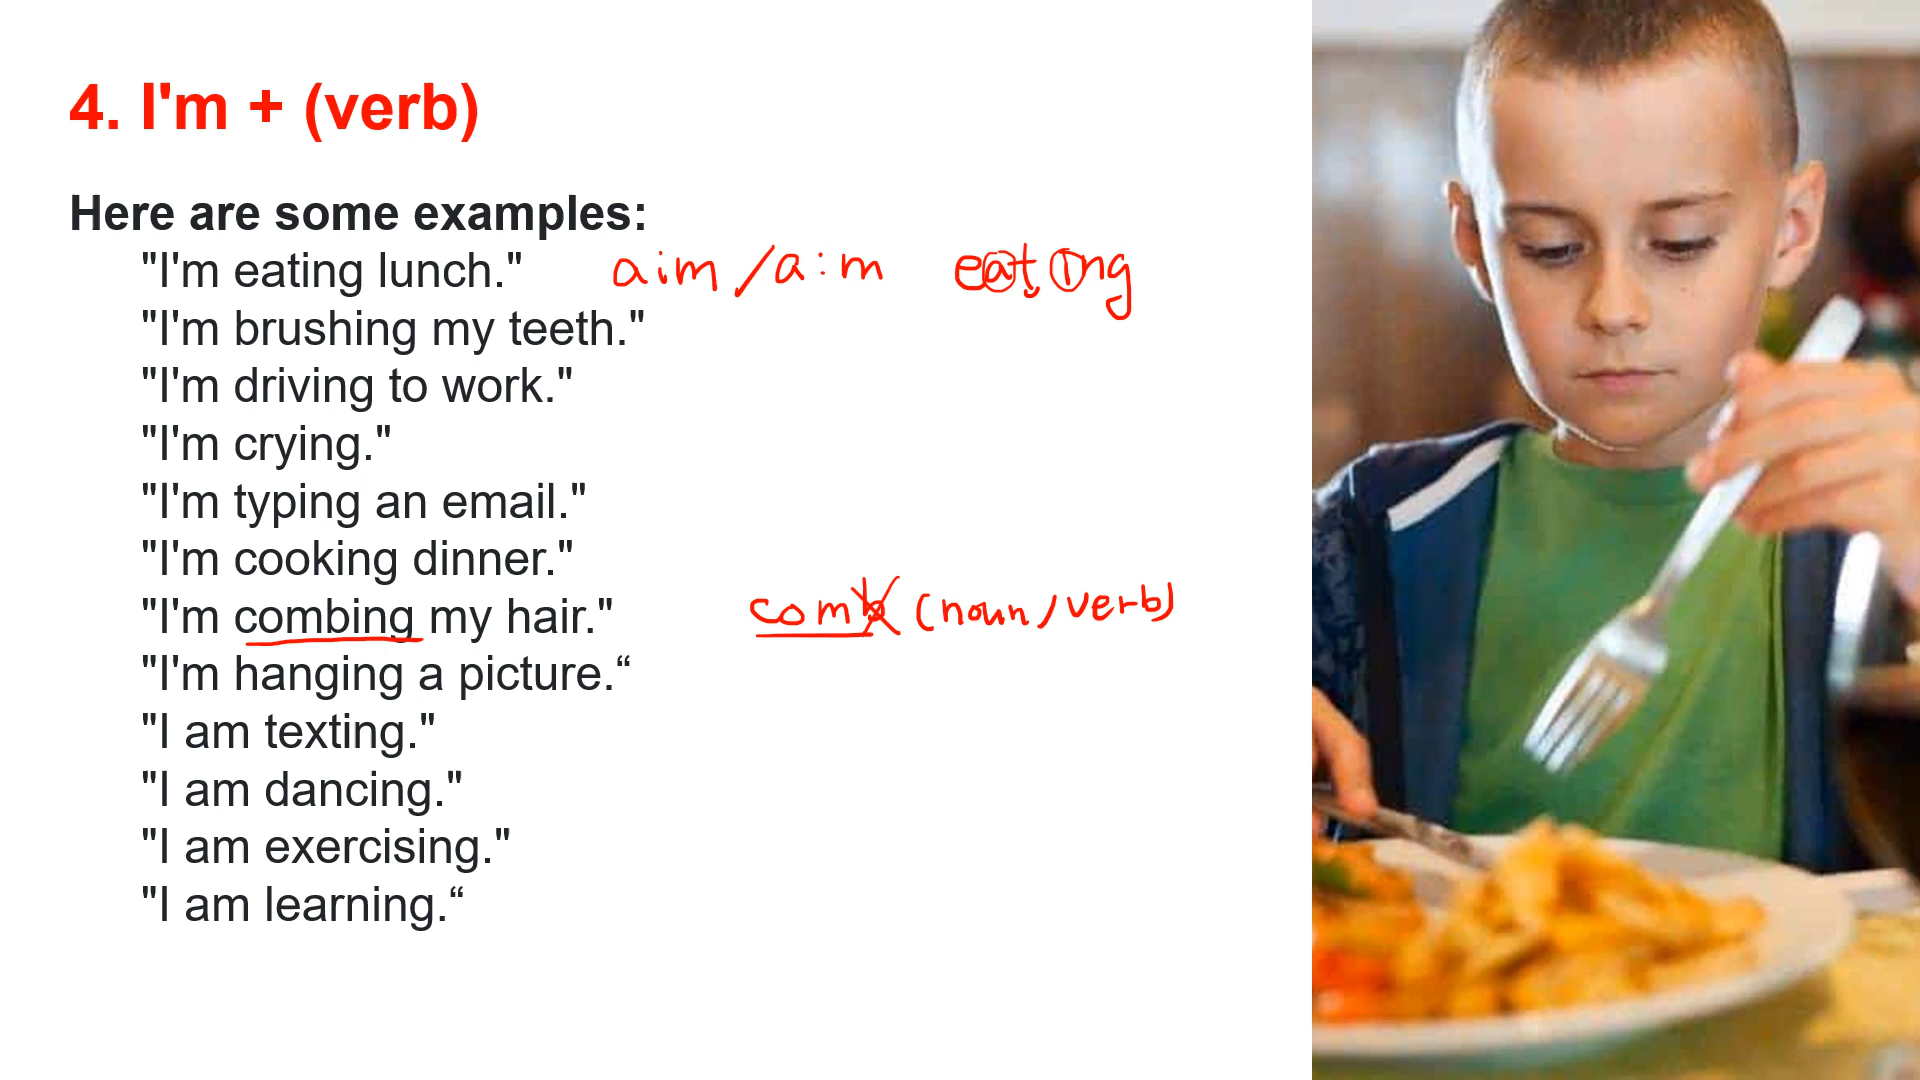 4. I'm + (verb)
Here are some examples:
"I'm eating lunch." aim / a:m eating
"I'm brushing my teeth."
"I'm driving to work."
"I'm crying."
"I'm typing an email."
"I'm cooking dinner."
"I'm combing my hair." comb (noun/verb)
"I'm hanging a picture.“
"I am texting."
"I am dancing."
"I am exercising."
"I am learning.“